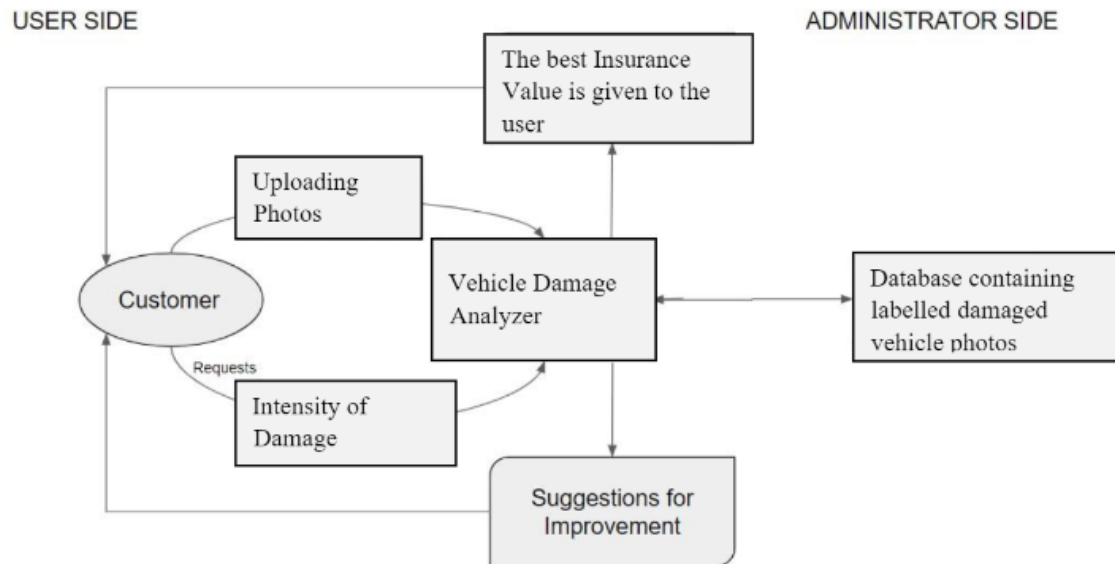 USER SIDE
ADMINISTRATOR SIDE
The best Insurance
Value is given to the
user
Uploading
Photos
Customer
Vehicle Damage
Analyzer
Database containing
labelled damaged
vehicle photos
Requests
Intensity of
Damage
Suggestions for
Improvement